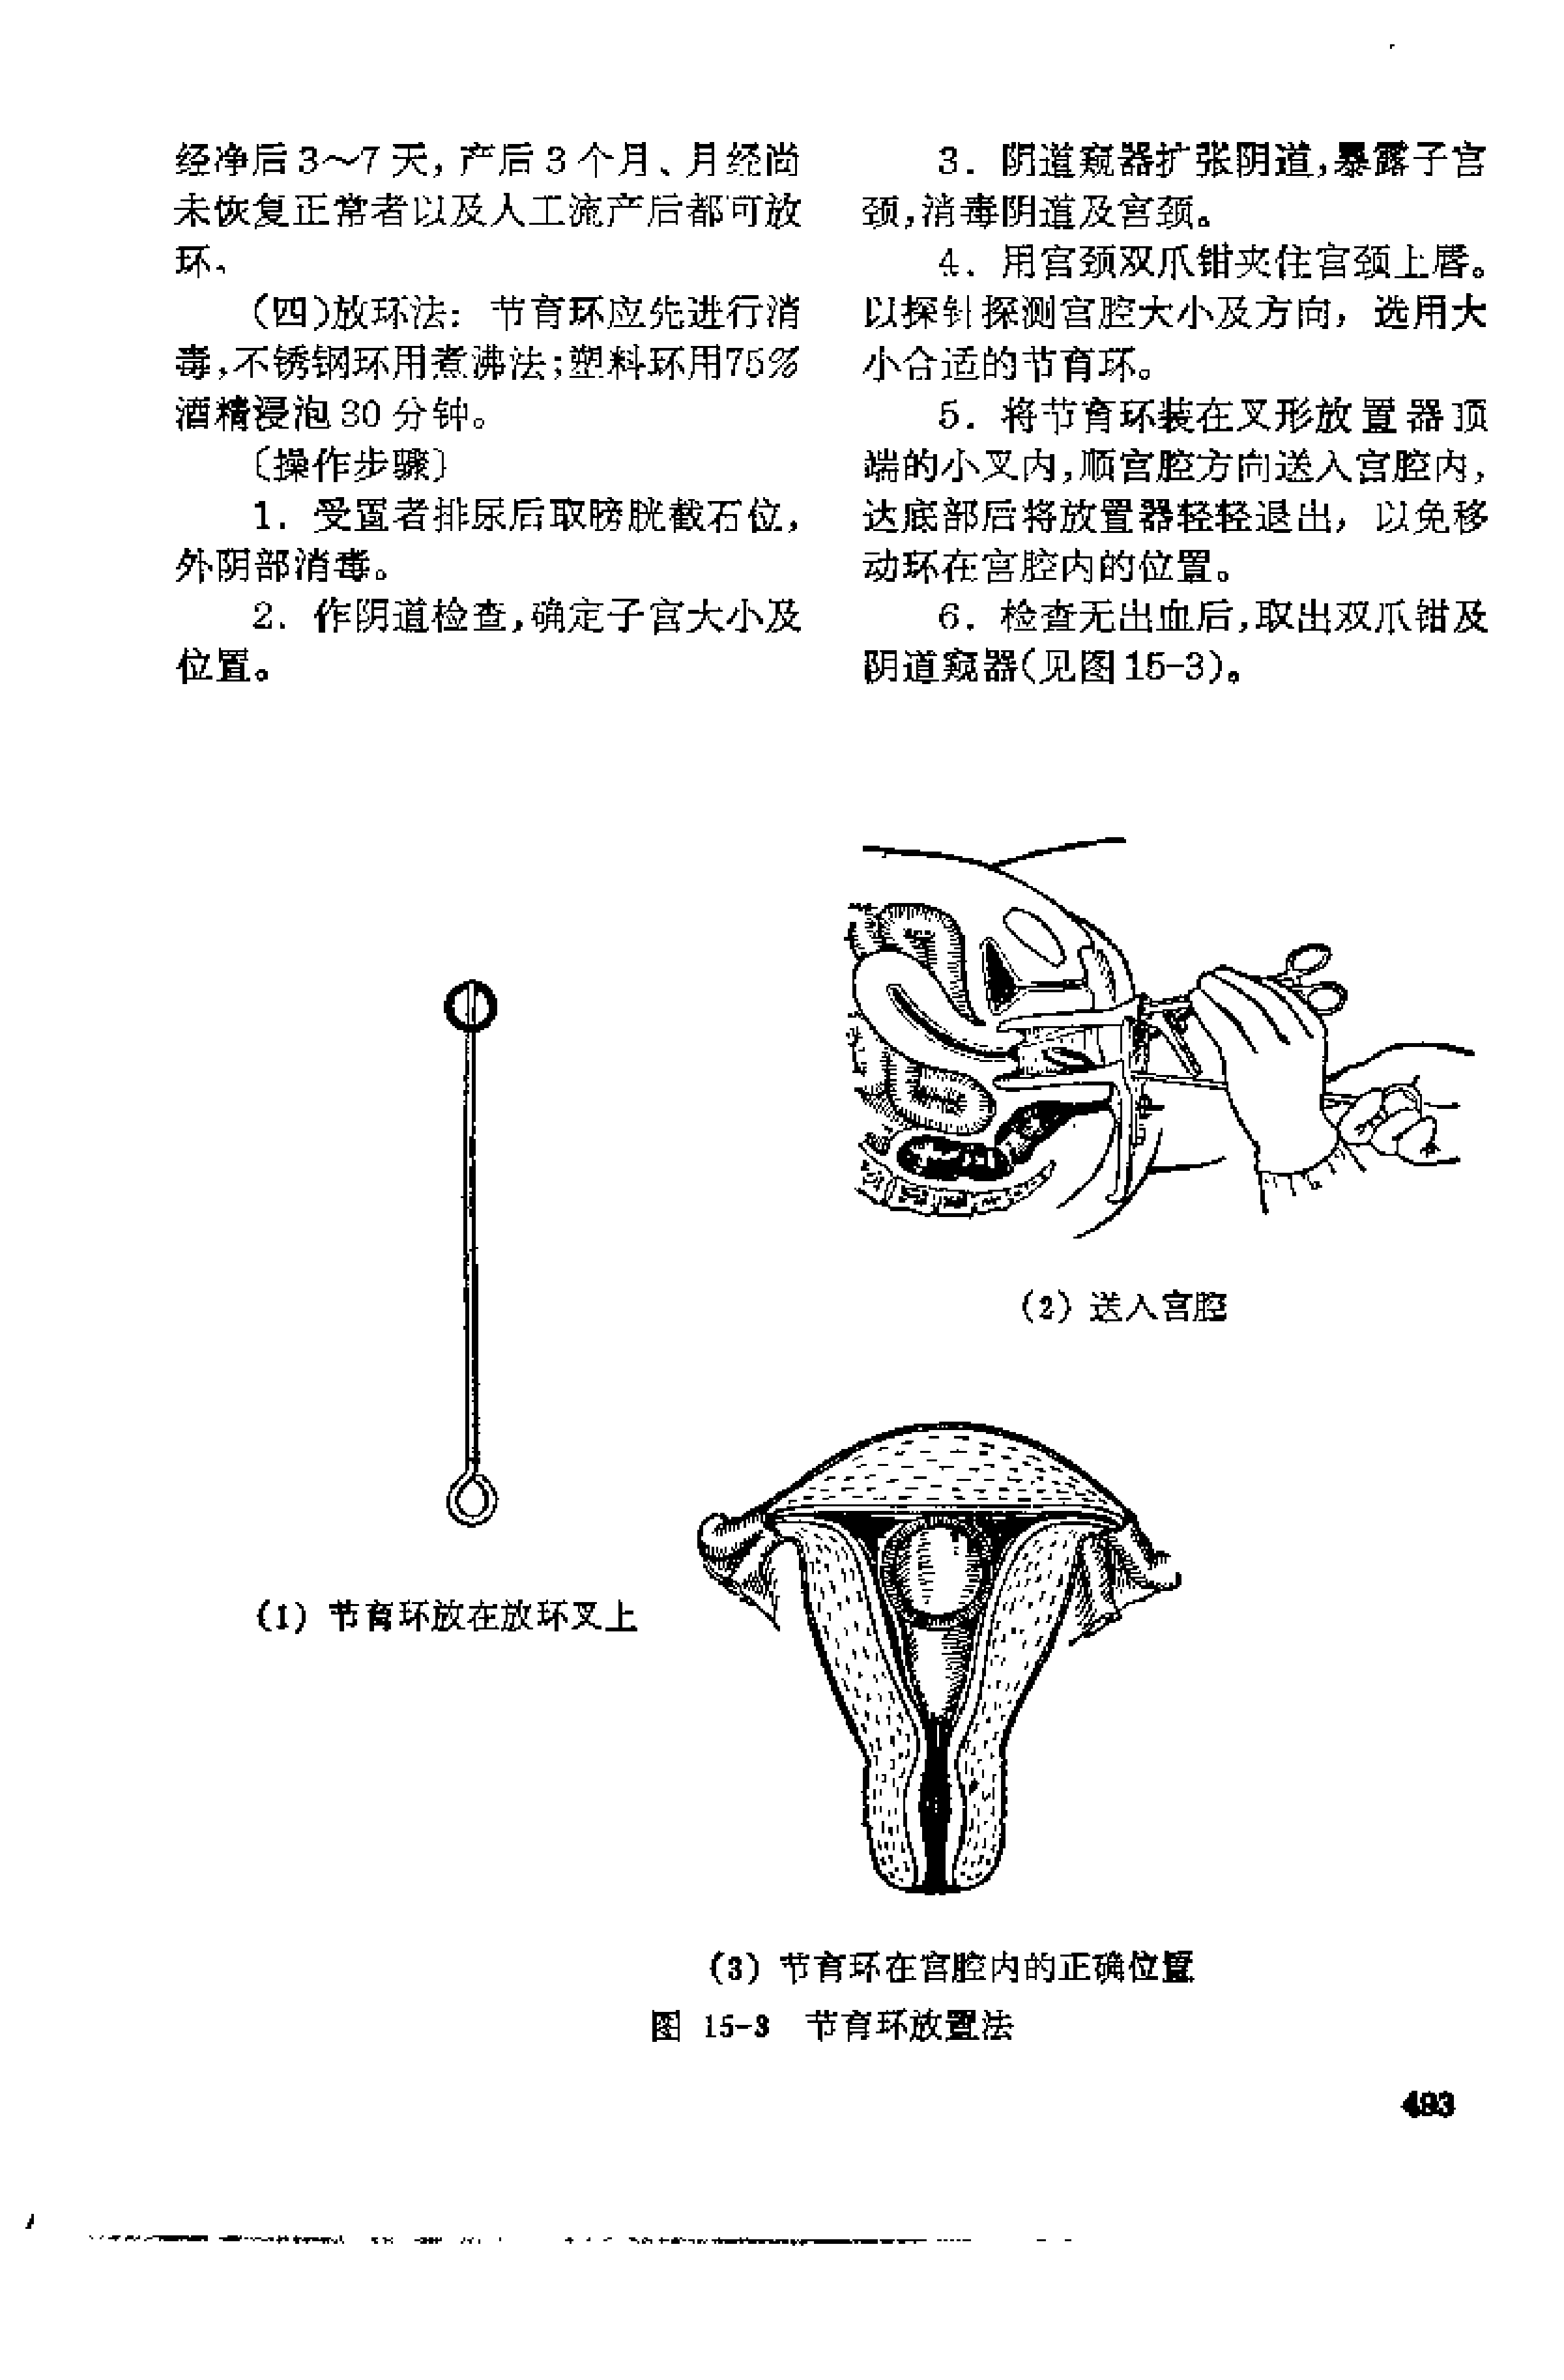 经净后3～7天，产后3个月、月经尚
未恢复正常者以及人工流产后都可放
环。
(四)放环法：节育环应先进行消
毒，不锈钢环用煮沸法；塑料环用75％
酒精浸泡30分钟。
〔操作步骤〕
1．受置者排尿后取膀胱截石位，
外阴部消毒。
2．作阴道检查，确定子宫大小及
位置。
3．阴道窥器扩张阴道，暴露子宫
颈，消毒阴道及宫颈。
4．用宫颈双爪钳夹住宫颈上唇。
以探针探测宫腔大小及方向，选用大
小合适的节育环。
5．将节育环装在叉形放置器顶
端的小叉内，顺宫腔方向送入宫腔内，
达底部后将放置器轻轻退出，以免移
动环在宫腔内的位置。
6．检查无出血后，取出双爪钳及
阴道窥器(见图15-3)。
(2) 送入宫腔
(1) 节育环放在放环叉上
(3) 节育环在宫腔内的正确位置
图 15-3 节育环放置法
493